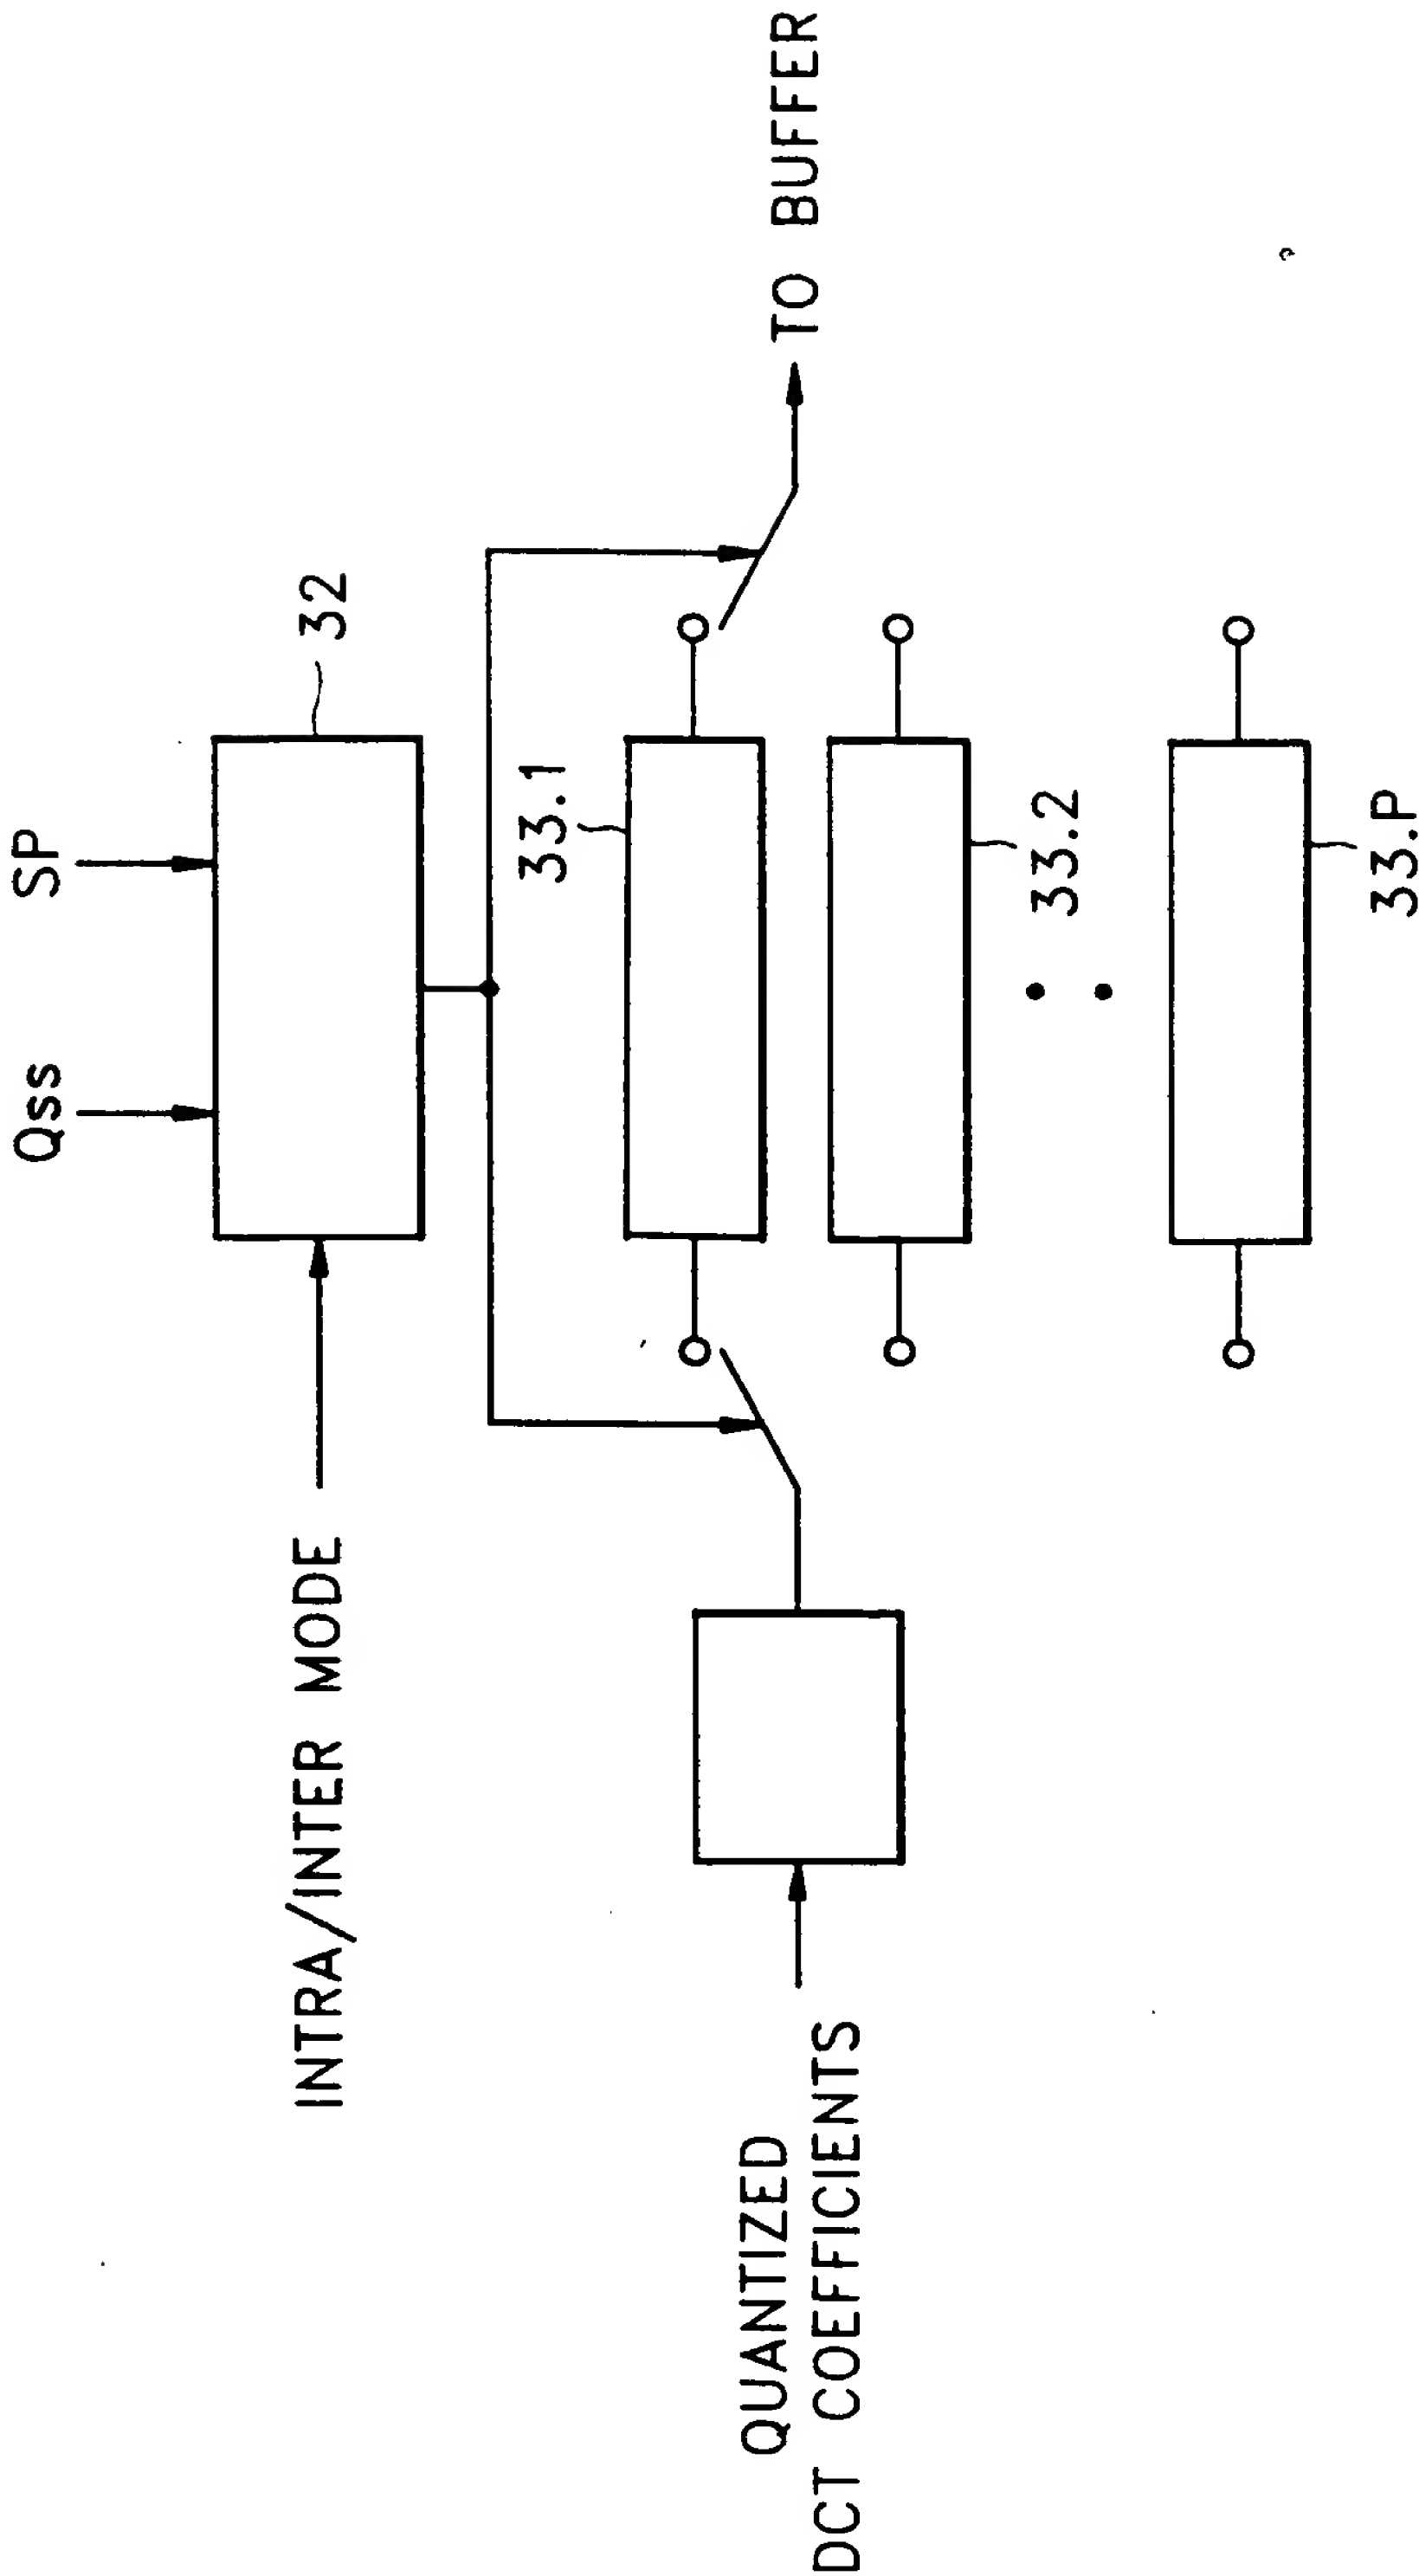 Qss
SP
INTRA/INTER MODE
32
33.1
TO BUFFER
QUANTIZED
DCT COEFFICIENTS
33.2
33.P